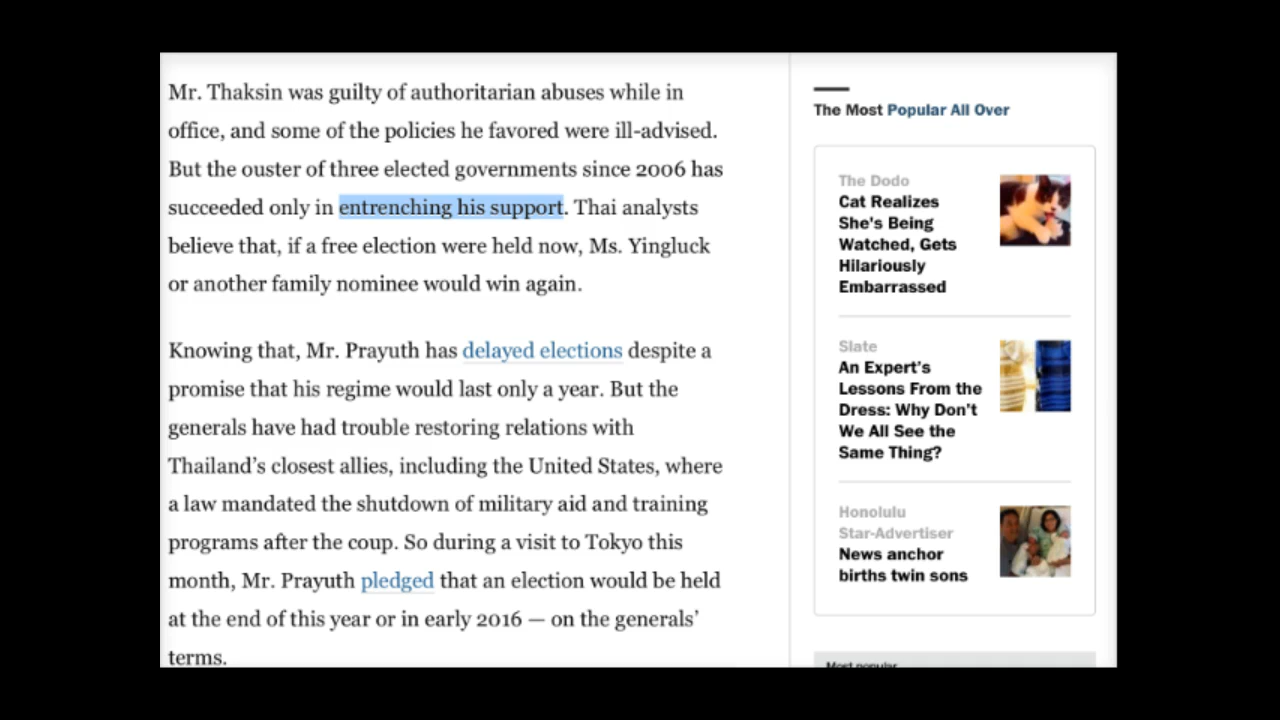 Mr. Thaksin was guilty of authoritarian abuses while in
office, and some of the policies he favored were ill-advised.
But the ouster of three elected governments since 2006 has
succeeded only in entrenching his support. Thai analysts
believe that, if a free election were held now, Ms. Yingluck
or another family nominee would win again.
Knowing that, Mr. Prayuth has delayed elections despite a
promise that his regime would last only a year. But the
generals have had trouble restoring relations with
Thailand’s closest allies, including the United States, where
a law mandated the shutdown of military aid and training
programs after the coup. So during a visit to Tokyo this
month, Mr. Prayuth pledged that an election would be held
at the end of this year or in early 2016 — on the generals’
terms.
The Most Popular All Over
The Dodo
Cat Realizes
She's Being
Watched, Gets
Hilariously
Embarrassed
Slate
An Expert’s
Lessons From the
Dress: Why Don’t
We All See the
Same Thing?
Honolulu
Star-Advertiser
News anchor
births twin sons
Most popular